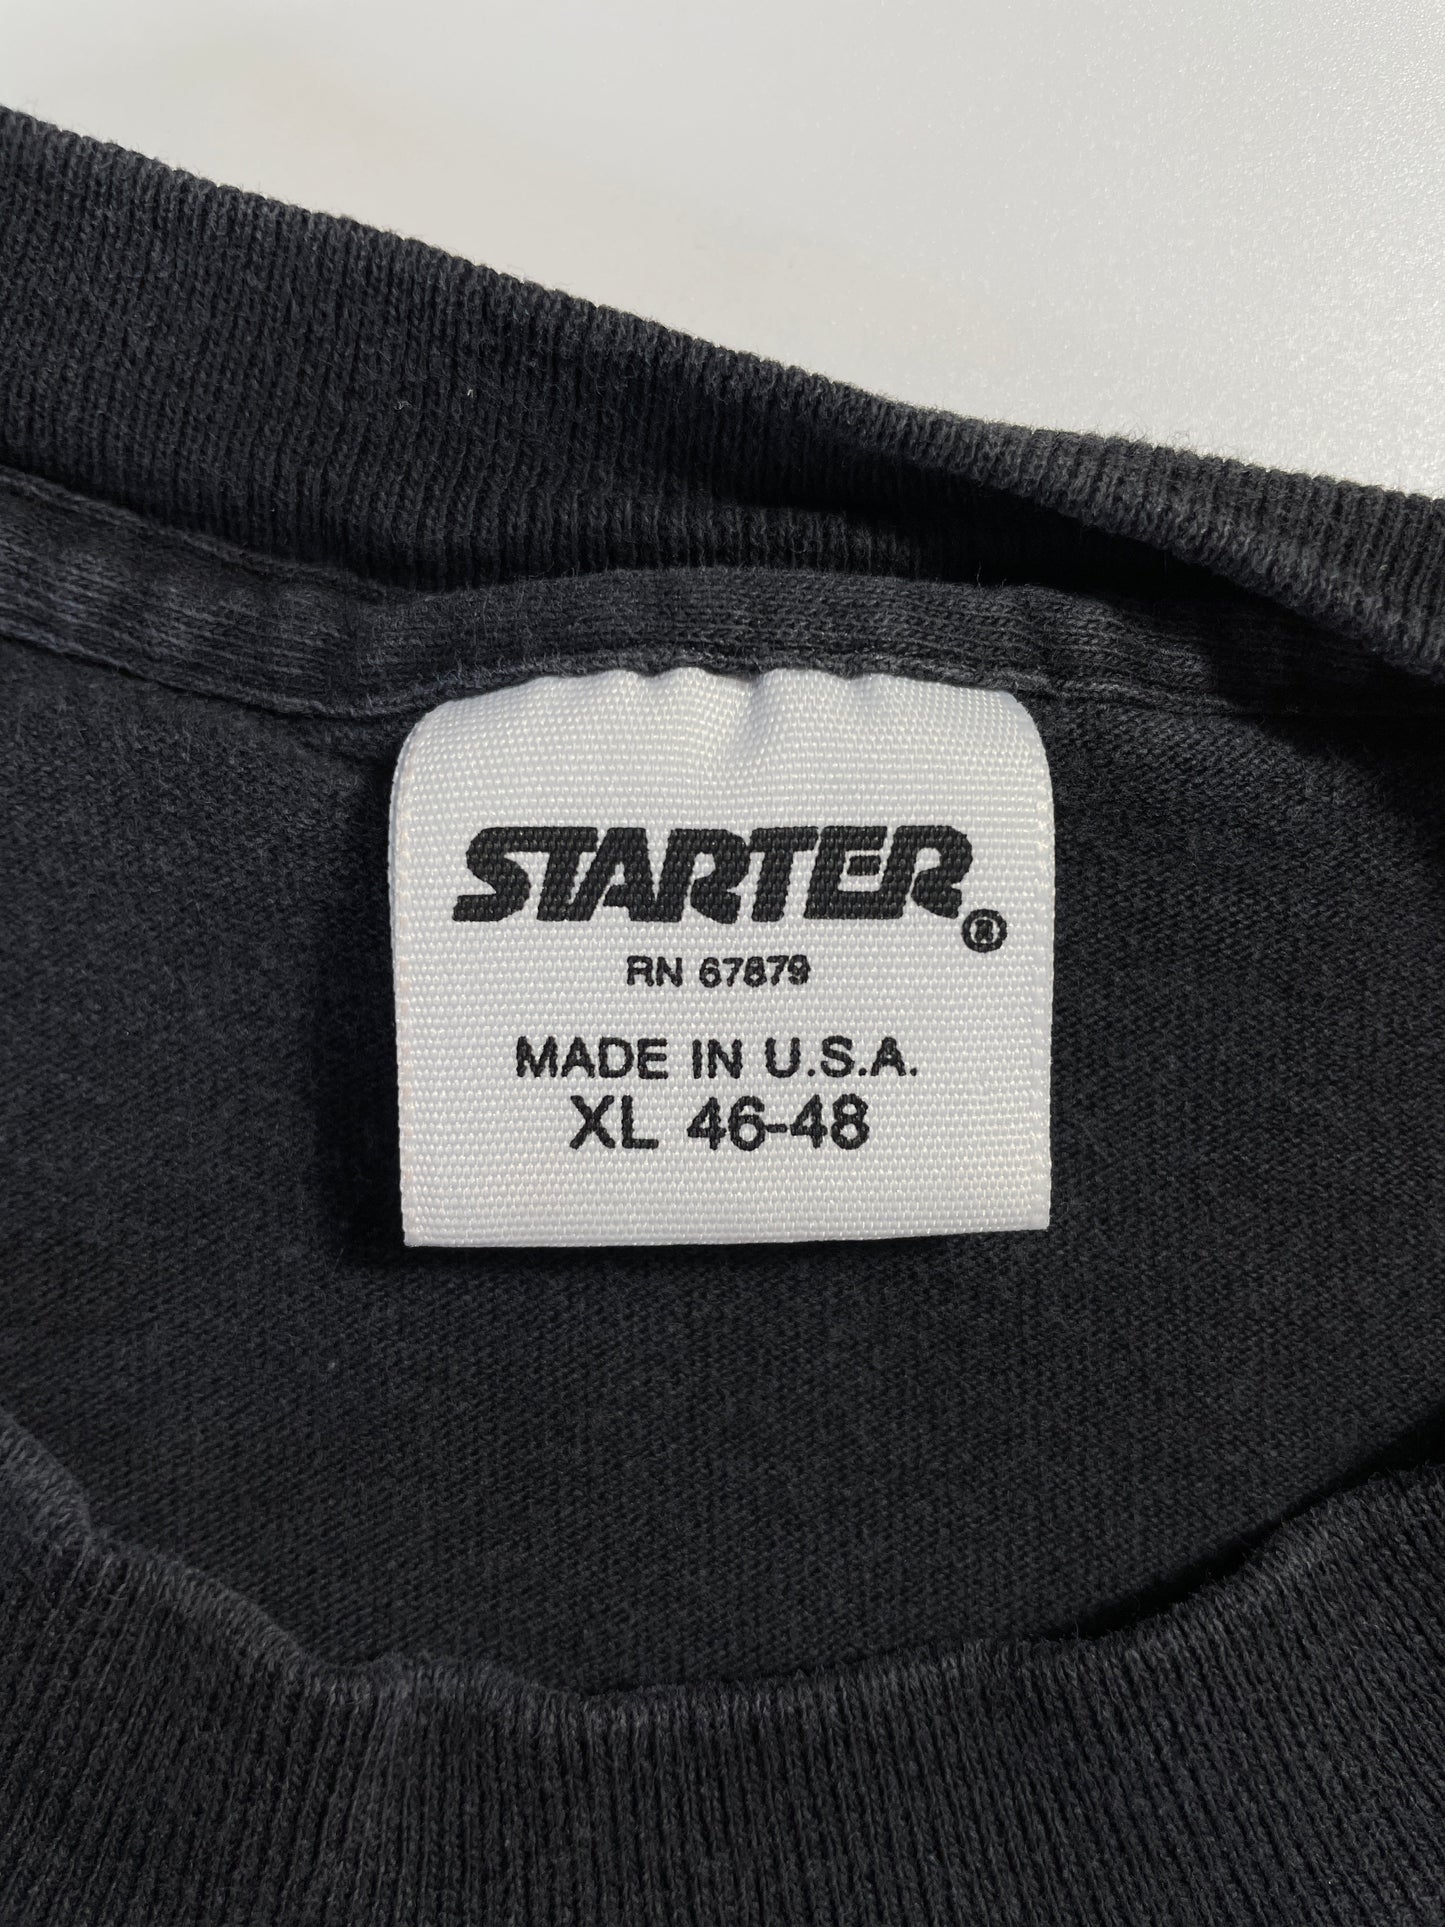 STARTER®
RN 67879
MADE IN U.S.A.
XL 46-48